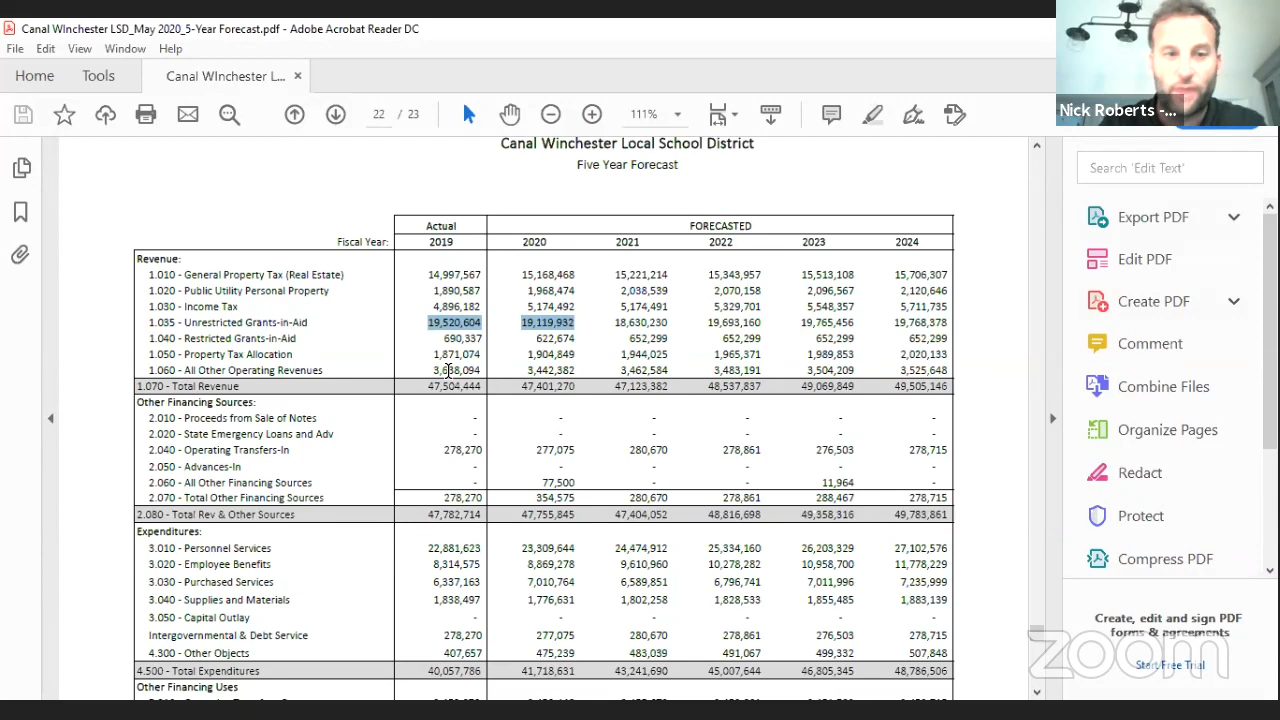 Canal WInchester LSD_May 2020_5-Year Forecast.pdf - Adobe Acrobat Reader DC
File Edit View Window Help
Home Tools Canal WInchester L... ×
22 / 23 111%
Nick Roberts -...
Canal Winchester Local School District
Five Year Forecast
Actual FORECASTED
Fiscal Year: 2019 2020 2021 2022 2023 2024
Revenue:
1.010 - General Property Tax (Real Estate) 14,997,567 15,168,468 15,221,214 15,343,957 15,513,108 15,706,307
1.020 - Public Utility Personal Property 1,890,587 1,968,474 2,038,539 2,070,158 2,096,567 2,120,646
1.030 - Income Tax 4,896,182 5,174,492 5,174,491 5,329,701 5,548,357 5,711,735
1.035 - Unrestricted Grants-in-Aid 19,520,604 19,119,932 18,630,230 19,693,160 19,765,456 19,768,378
1.040 - Restricted Grants-in-Aid 690,337 622,674 652,299 652,299 652,299 652,299
1.050 - Property Tax Allocation 1,871,074 1,904,849 1,944,025 1,965,371 1,989,853 2,020,133
1.060 - All Other Operating Revenues 3,442,382 3,462,584 3,483,191 3,504,209 3,525,648
1.070 - Total Revenue 47,504,444 47,401,270 47,123,382 48,537,837 49,069,849 49,505,146
Other Financing Sources:
2.010 - Proceeds from Sale of Notes - - - - - -
2.020 - State Emergency Loans and Adv - - - - - -
2.040 - Operating Transfers-In 278,270 277,075 280,670 278,861 276,503 278,715
2.050 - Advances-In - - - - - -
2.060 - All Other Financing Sources - 77,500 - - 11,964 -
2.070 - Total Other Financing Sources 278,270 354,575 280,670 278,861 288,467 278,715
2.080 - Total Rev & Other Sources 47,782,714 47,755,845 47,404,052 48,816,698 49,358,316 49,783,861
Expenditures:
3.010 - Personnel Services 22,881,623 23,309,644 24,474,912 25,334,160 26,203,329 27,102,576
3.020 - Employee Benefits 8,314,575 8,869,278 9,610,960 10,278,282 10,958,700 11,778,229
3.030 - Purchased Services 6,337,163 7,010,764 6,589,851 6,796,741 7,011,996 7,235,999
3.040 - Supplies and Materials 1,838,497 1,776,631 1,802,258 1,828,533 1,855,485 1,883,139
3.050 - Capital Outlay - - - - - -
Intergovernmental & Debt Service 278,270 277,075 280,670 278,861 276,503 278,715
4.300 - Other Objects 407,657 475,239 483,039 491,067 499,332 507,848
4.500 - Total Expenditures 40,057,786 41,718,631 43,241,690 45,007,644 46,805,345 48,786,506
Other Financing Uses
Search 'Edit Text'
Export PDF
Edit PDF
Create PDF
Comment
Combine Files
Organize Pages
Redact
Protect
Compress PDF
Create, edit and sign PDF
forms & agreements
Start Free Trial
zoom